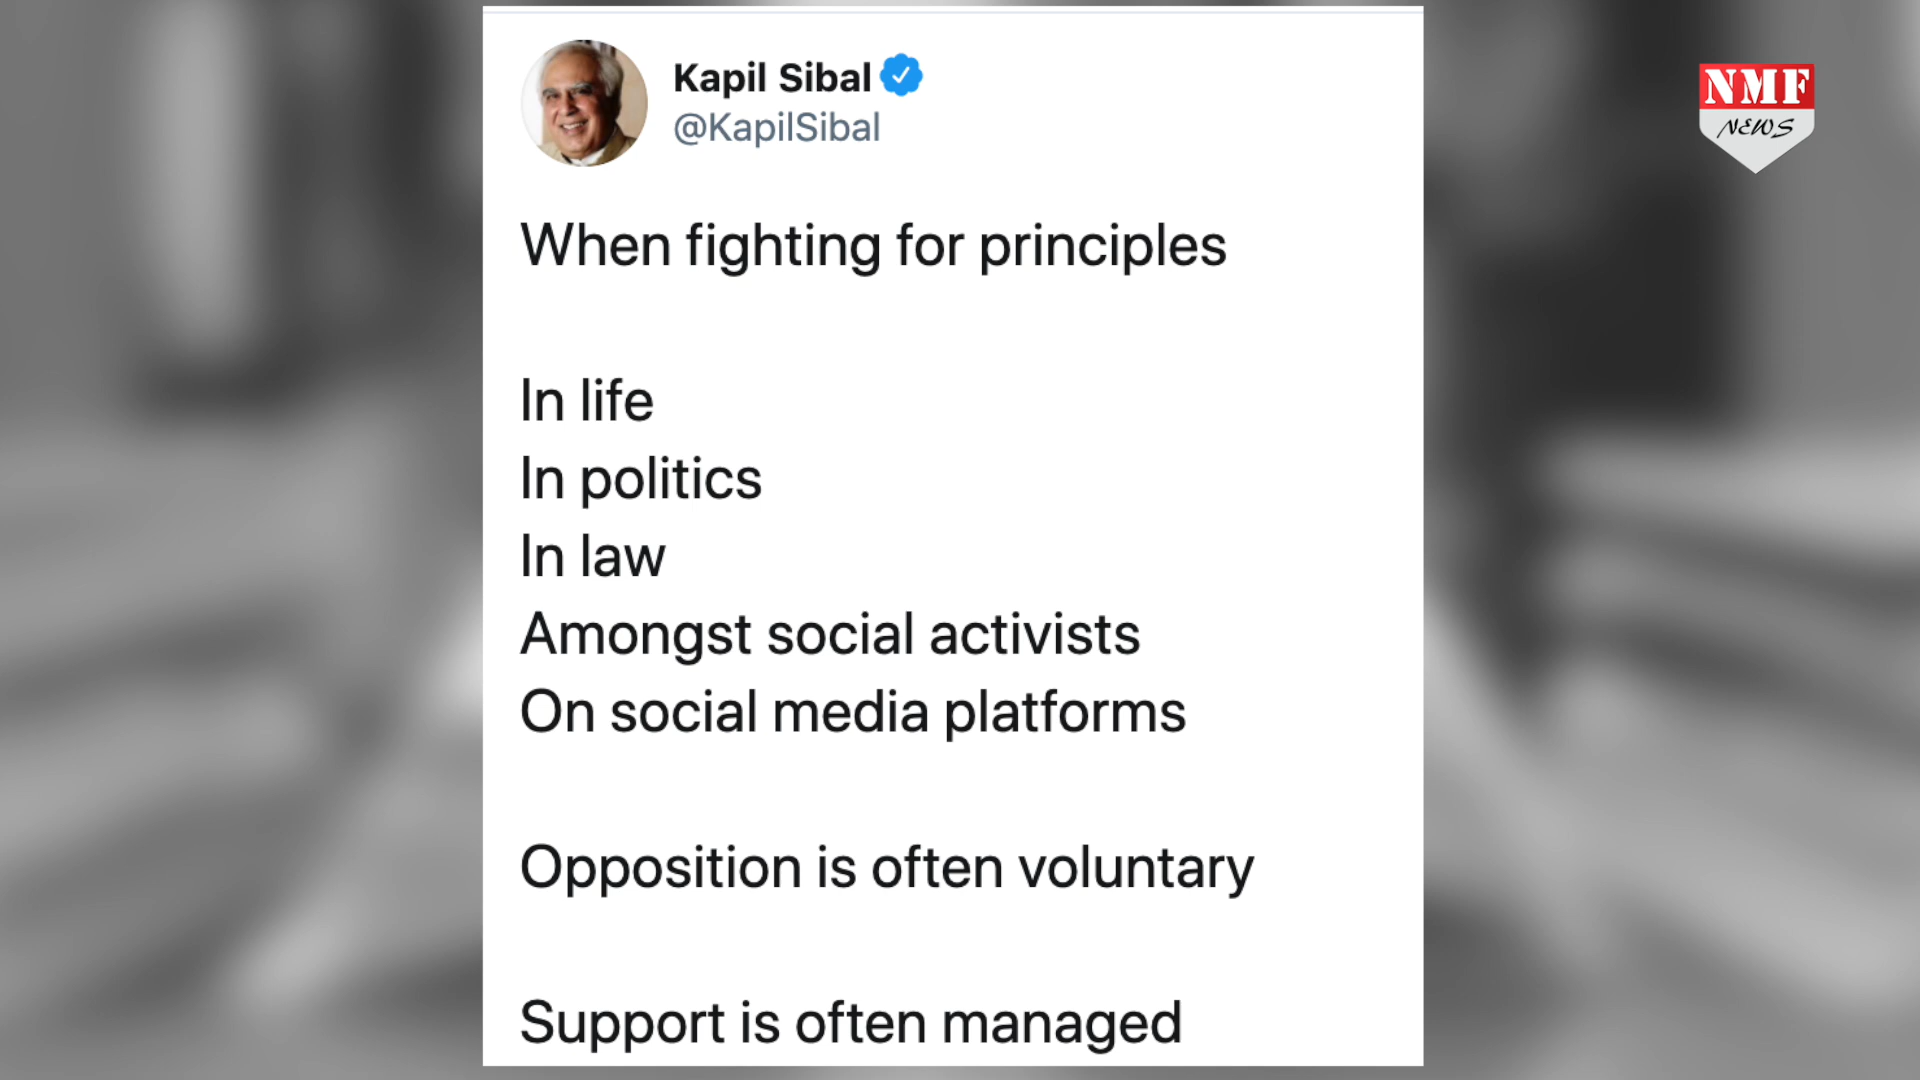 Kapil Sibal
@KapilSibal
NMF
NEWS
When fighting for principles
In life
In politics
In law
Amongst social activists
On social media platforms
Opposition is often voluntary
Support is often managed